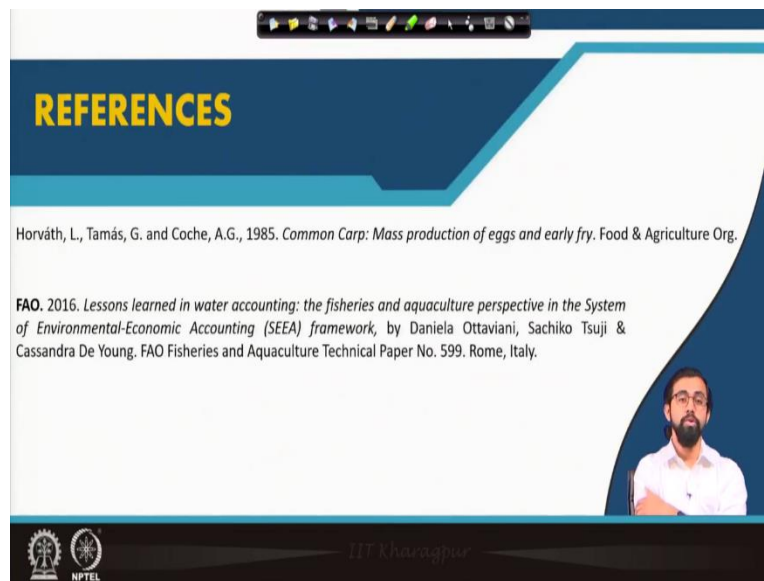 REFERENCES
Horváth, L., Tamás, G. and Coche, A.G., 1985. Common Carp: Mass production of eggs and early fry. Food & Agriculture Org.
FAO. 2016. Lessons learned in water accounting: the fisheries and aquaculture perspective in the System
of Environmental-Economic Accounting (SEEA) framework, by Daniela Ottaviani, Sachiko Tsuji &
Cassandra De Young. FAO Fisheries and Aquaculture Technical Paper No. 599. Rome, Italy.
IIT Kharagpur
NPTEL